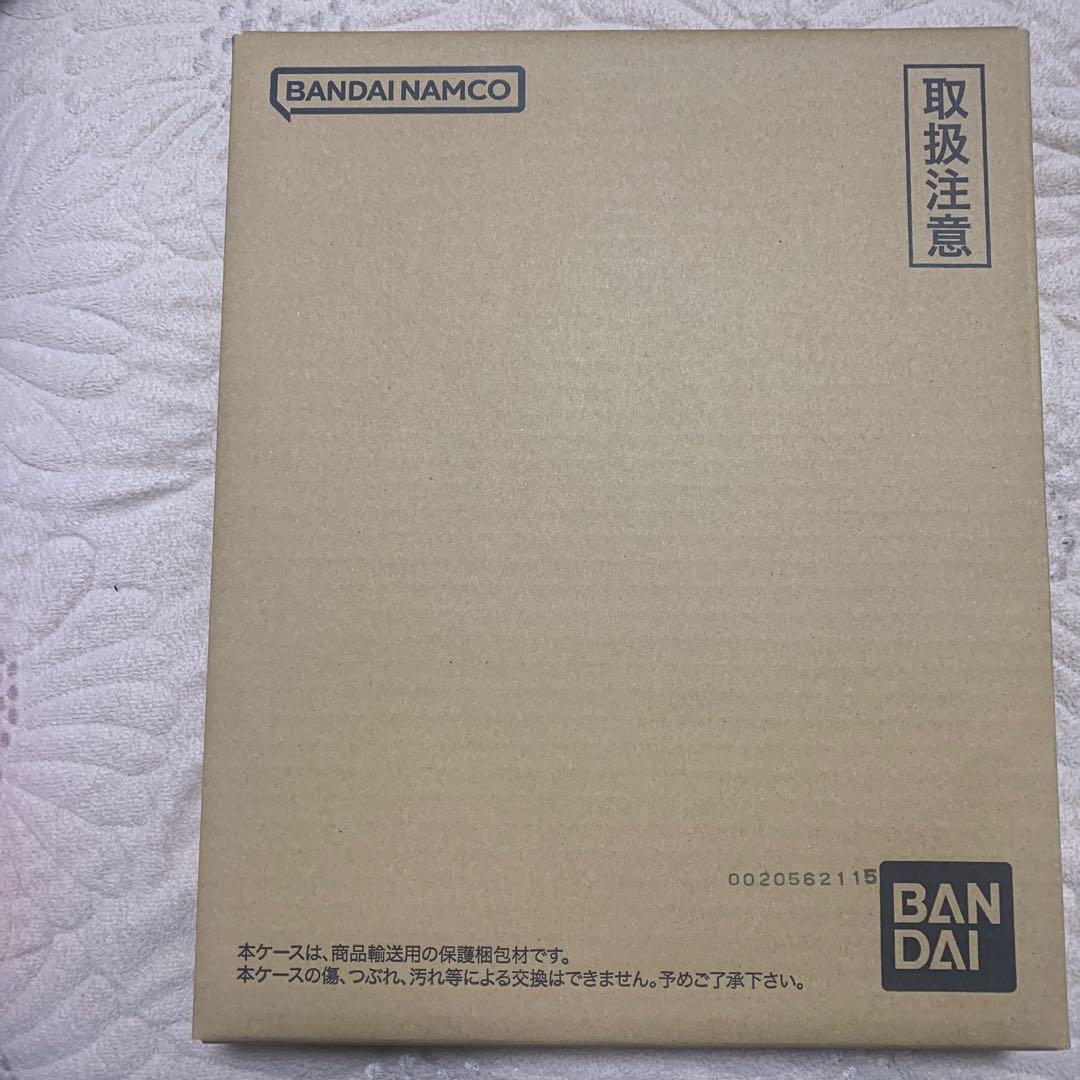 BANDAI NAMCO
取扱注意
0020562115
BAN
DAI
本ケースは、商品輸送用の保護梱包材です。
本ケースの傷、つぶれ、汚れ等による交換はできません。予めご了承下さい。